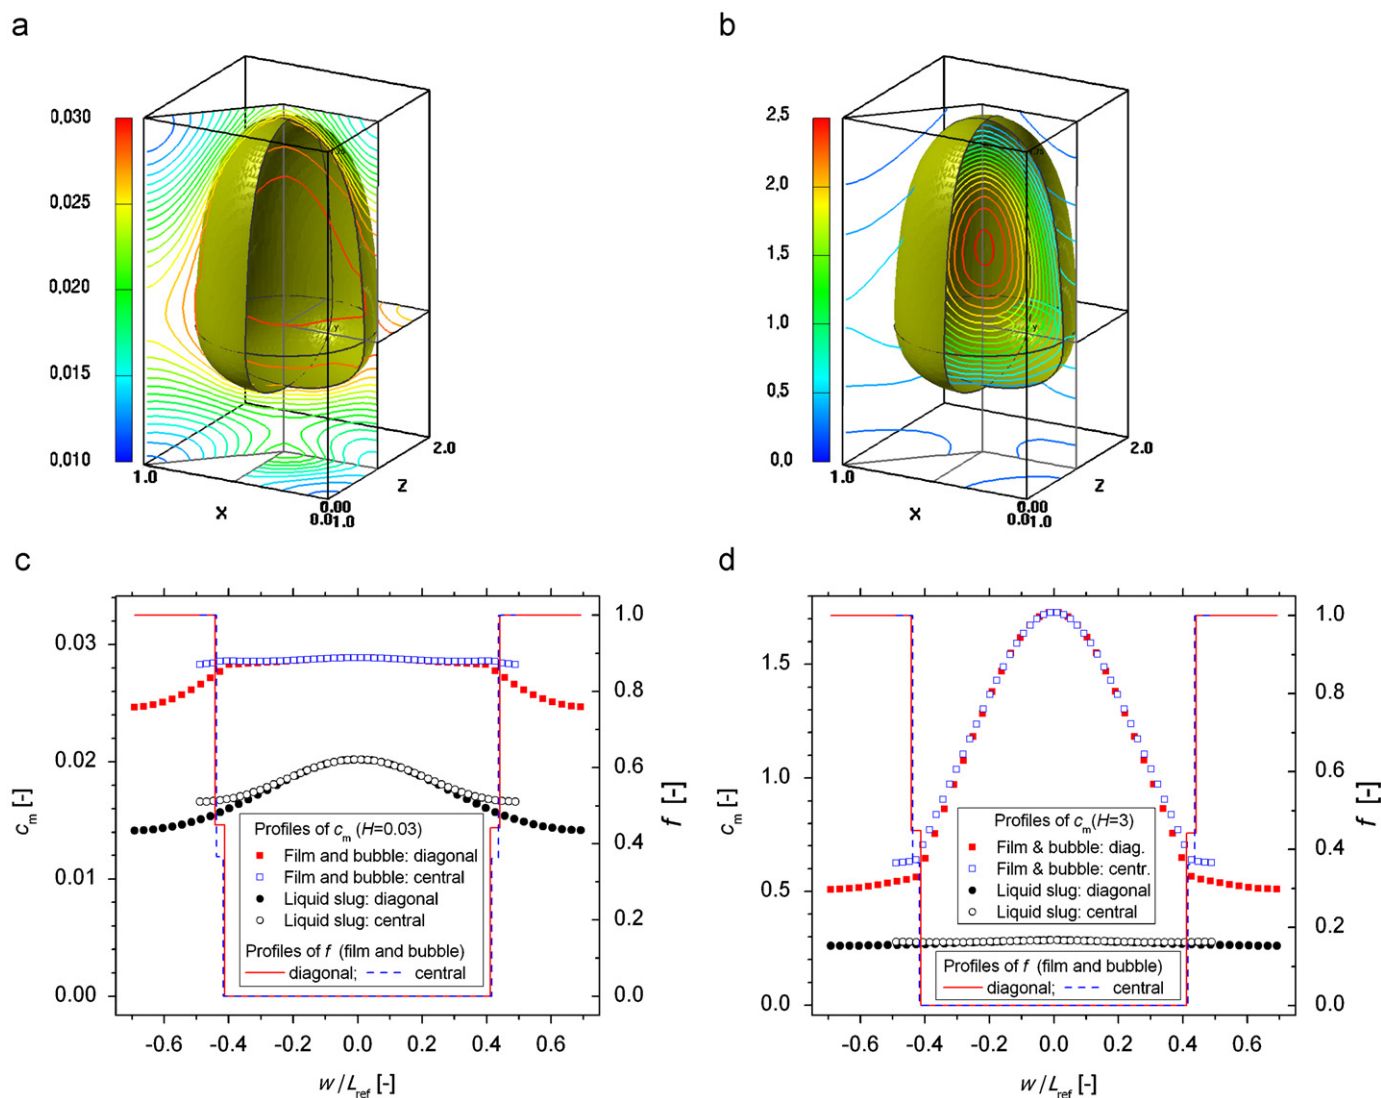 a
0.030
0.025
0.020
0.015
0.010
1.0
X
0.00
0.01.0
Z
2.0
Y
b
2.5
2.0
1.5
1.0
0.5
0.0
1.0
X
0.00
0.01.0
Z
2.0
Y
c
0.03
0.02
0.01
0.00
c_m [-]
1.0
0.8
0.6
0.4
0.2
0.0
f [-]
Profiles of c_m (H=0.03)
Film and bubble: diagonal
Film and bubble: central
Liquid slug: diagonal
Liquid slug: central
Profiles of f (film and bubble)
diagonal; central
-0.6 -0.4 -0.2 0.0 0.2 0.4 0.6
w/L_ref [-]
d
1.5
1.0
0.5
0.0
c_m [-]
1.0
0.8
0.6
0.4
0.2
0.0
f [-]
Profiles of c_m(H=3)
Film & bubble: diag.
Film & bubble: centr.
Liquid slug: diagonal
Liquid slug: central
Profiles of f (film and bubble)
diagonal; central
-0.6 -0.4 -0.2 0.0 0.2 0.4 0.6
w/L_ref [-]